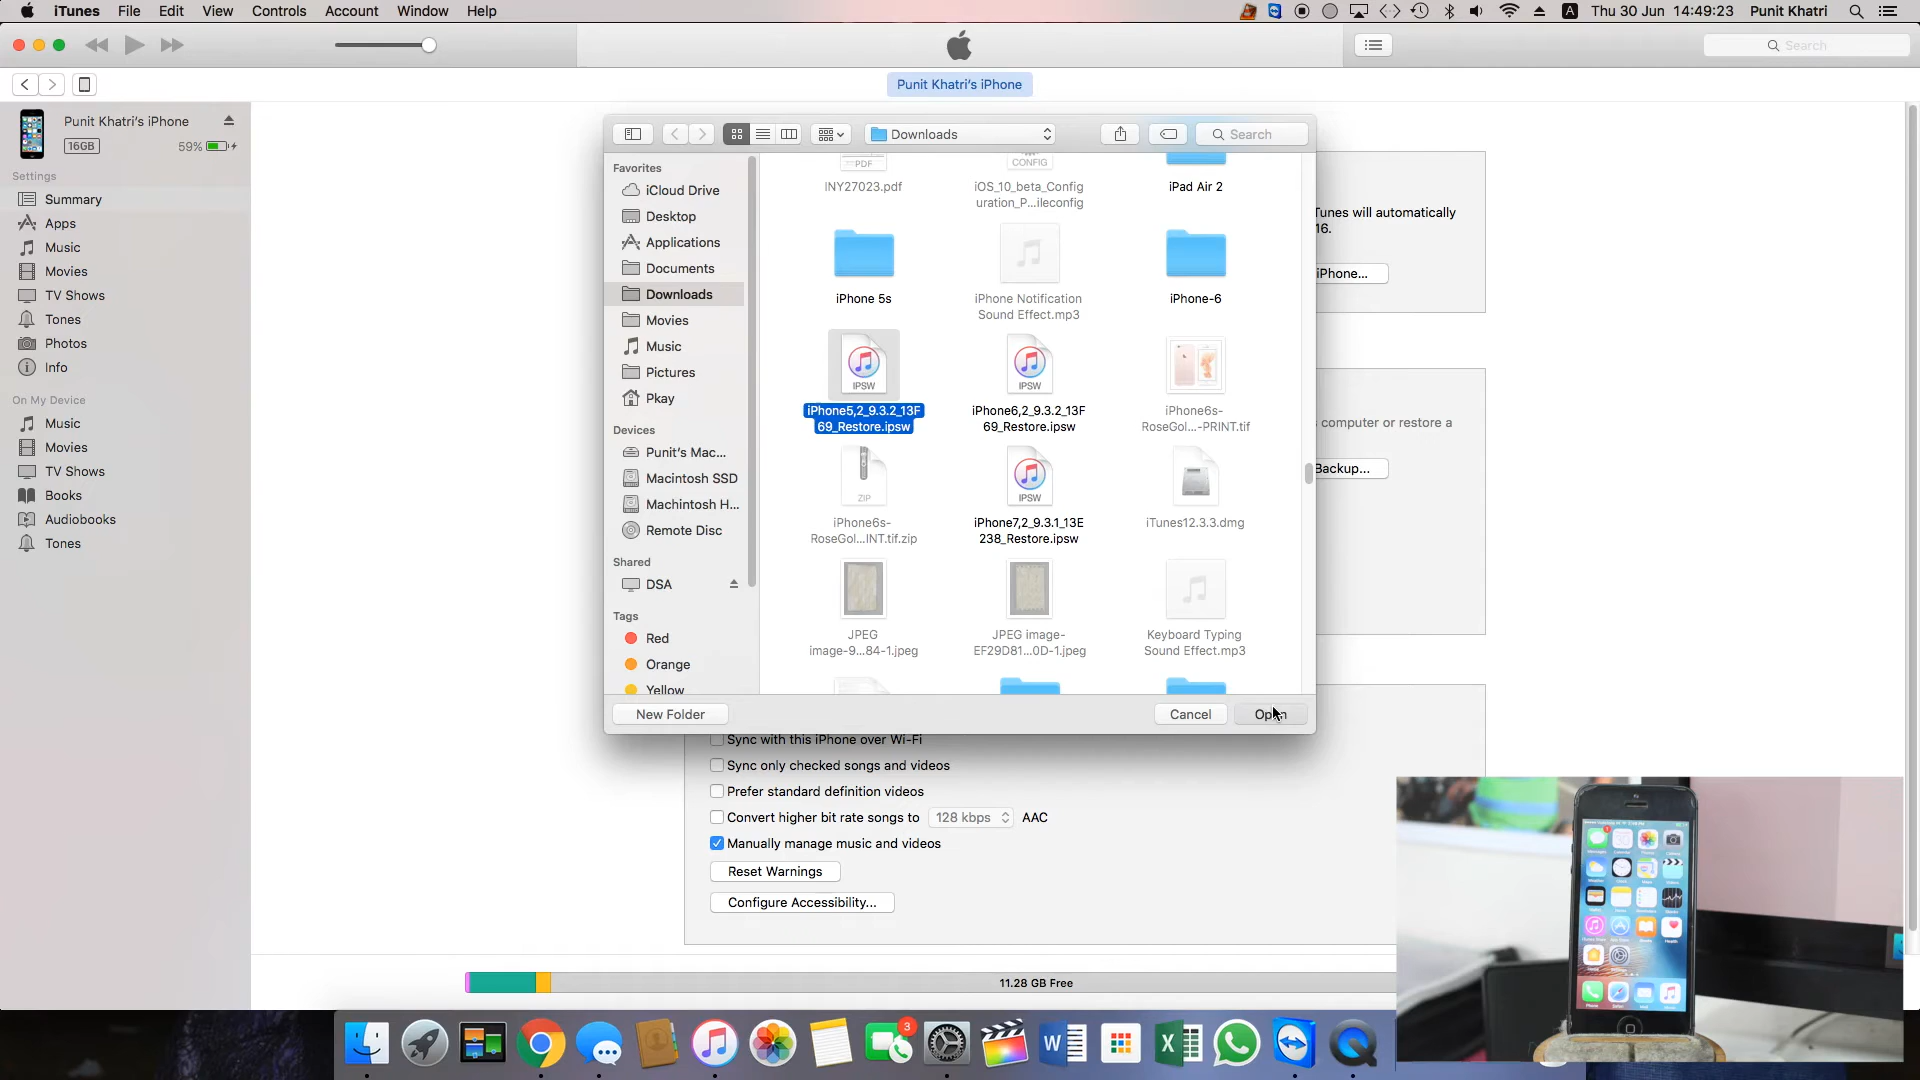 iTunes File Edit View Controls Account Window Help
A Thu 30 Jun 14:49:23 Punit Khatri
Search
Punit Khatri's iPhone
Punit Khatri's iPhone
16GB 59%
Settings
Summary
Apps
Music
Movies
TV Shows
Tones
Photos
Info
On My Device
Music
Movies
TV Shows
Books
Audiobooks
Tones
Downloads
Search
Favorites
iCloud Drive
Desktop
Applications
Documents
Downloads
Movies
Music
Pictures
Pkay
Devices
Punit's Mac...
Macintosh SSD
Machintosh H...
Remote Disc
Shared
DSA
Tags
Red
Orange
Yellow
PDF
INY27023.pdf
CONFIG
iOS_10_beta_Config
uration_P...ileconfig
iPad Air 2
iPhone 5s
iPhone Notification
Sound Effect.mp3
iPhone-6
IPSW
iPhone5,2_9.3.2_13F
69_Restore.ipsw
IPSW
iPhone6,2_9.3.2_13F
69_Restore.ipsw
iPhone6s-
RoseGol...-PRINT.tif
ZIP
iPhone6s-
RoseGol...INT.tif.zip
IPSW
iPhone7,2_9.3.1_13E
238_Restore.ipsw
iTunes12.3.3.dmg
JPEG
image-9...84-1.jpeg
JPEG image-
EF29D81...0D-1.jpeg
Keyboard Typing
Sound Effect.mp3
New Folder
Cancel
Open
Tunes will automatically
16.
iPhone...
computer or restore a
Backup...
Sync with this iPhone over Wi-Fi
Sync only checked songs and videos
Prefer standard definition videos
Convert higher bit rate songs to 128 kbps AAC
Manually manage music and videos
Reset Warnings
Configure Accessibility...
11.28 GB Free
3